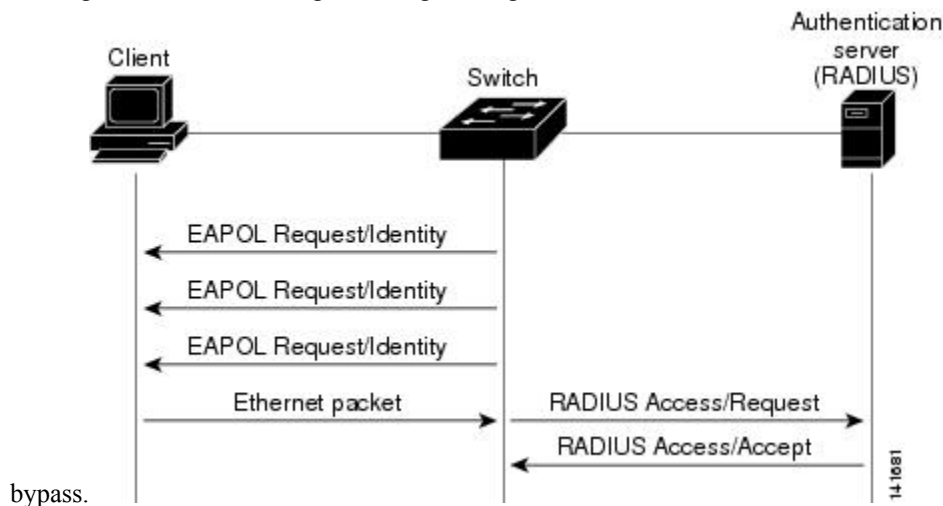 Authentication
server
(RADIUS)
Client
Switch
EAPOL Request/Identity
EAPOL Request/Identity
EAPOL Request/Identity
Ethernet packet
RADIUS Access/Request
RADIUS Access/Accept
141681
bypass.